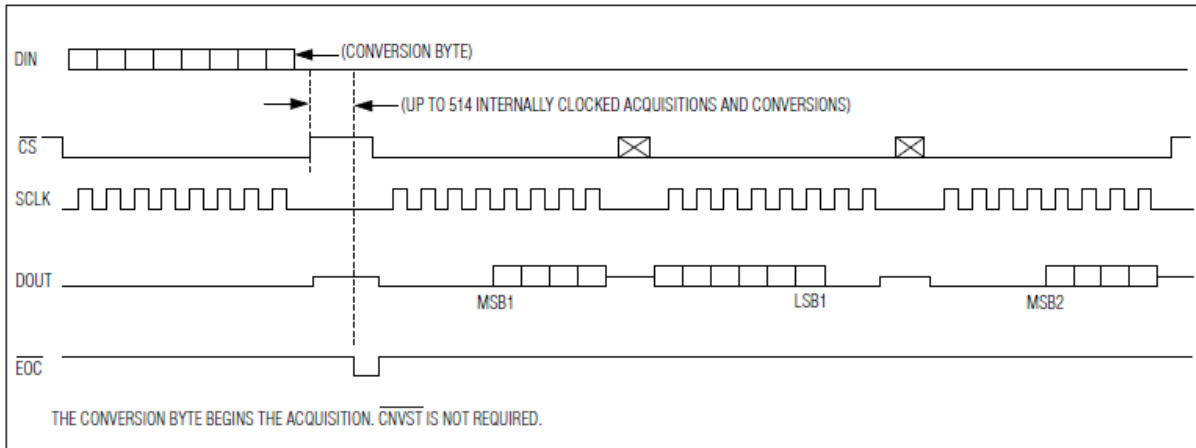 DIN
(CONVERSION BYTE)
(UP TO 514 INTERNALLY CLOCKED ACQUISITIONS AND CONVERSIONS)
CS
SCLK
DOUT
MSB1
LSB1
MSB2
EOC
THE CONVERSION BYTE BEGINS THE ACQUISITION. CNVST IS NOT REQUIRED.